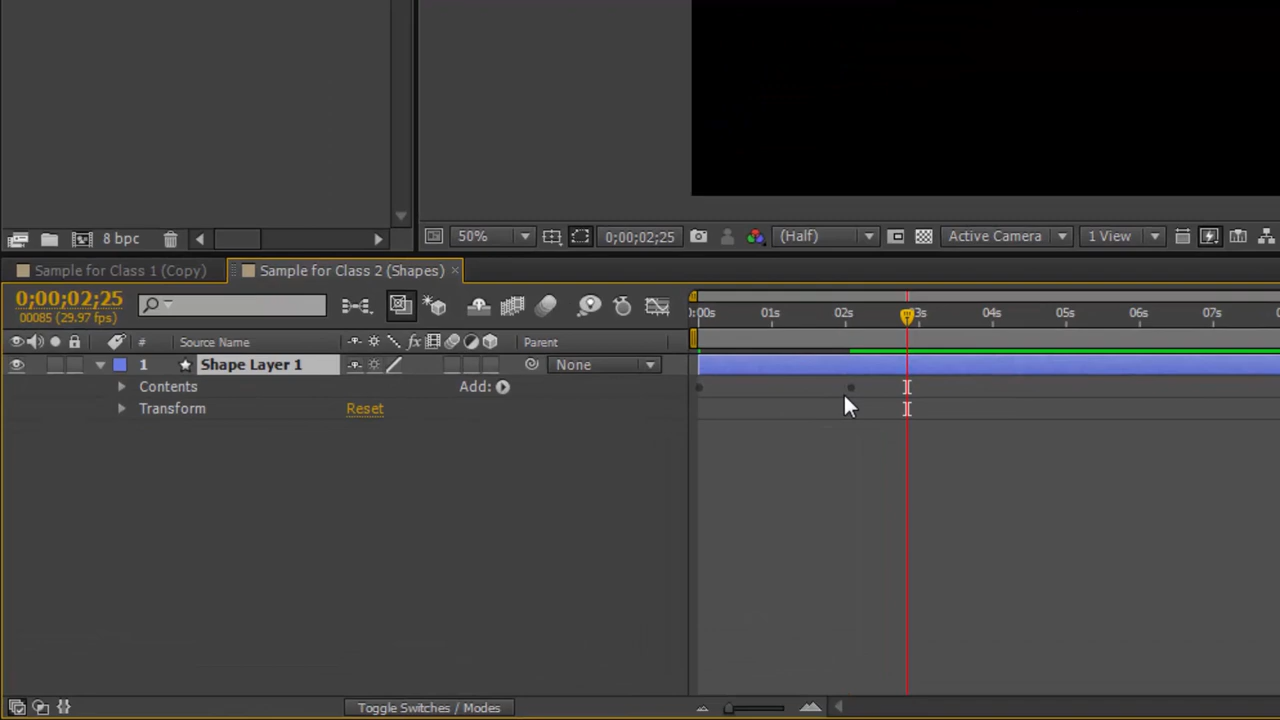 8 bpc
50%
0;00;02;25
(Half)
Active Camera
1 View
Sample for Class 1 (Copy)
Sample for Class 2 (Shapes) ×
0;00;02;25
00085 (29.97 fps)
:00s 01s 02s 3s 04s 05s 06s 07s
# Source Name fx Parent
1 Shape Layer 1 None
Contents Add:
Transform Reset
Toggle Switches / Modes